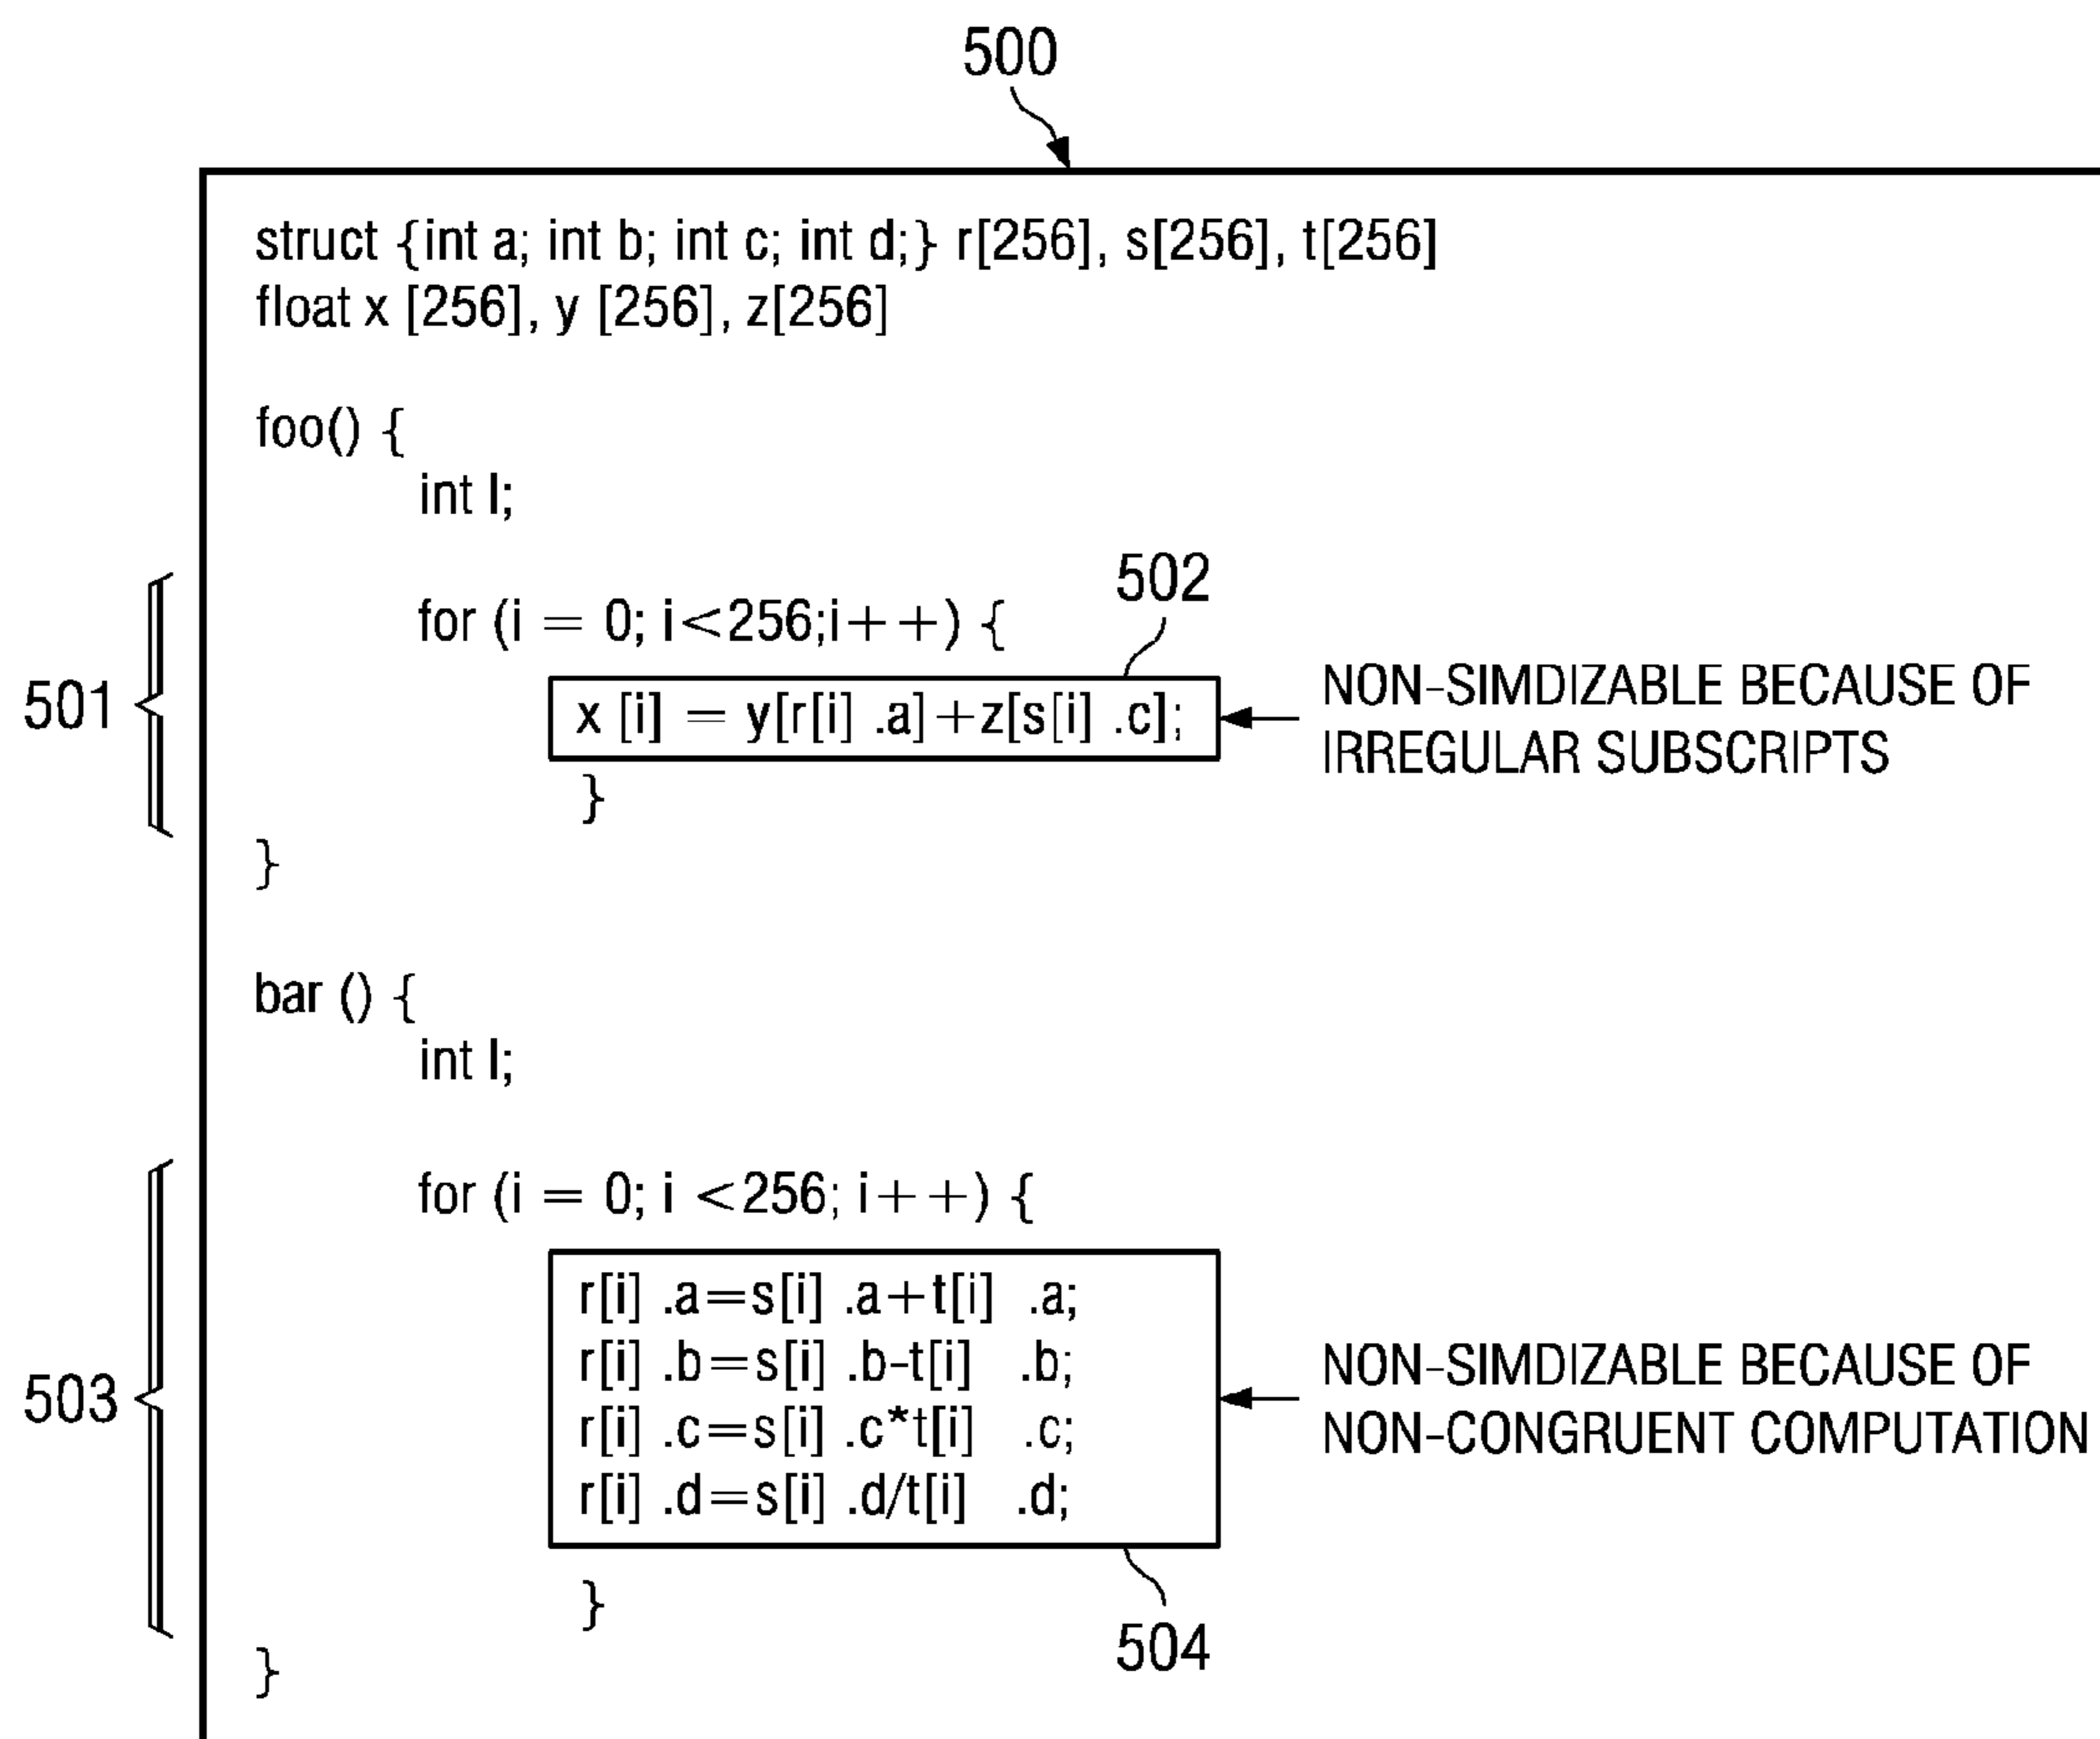 500
struct {int a; int b; int c; int d;} r[256], s[256], t[256]
float x [256], y [256], z[256]
foo() {
int l;
502
for (i = 0; i<256;i++) {
501
x [i] = y[r[i] .a]+z[s[i] .c];
NON-SIMDIZABLE BECAUSE OF
IRREGULAR SUBSCRIPTS
}
}
bar () {
int l;
for (i = 0; i <256; i++) {
503
r[i] .a=s[i] .a+t[i] .a;
r[i] .b=s[i] .b-t[i] .b;
r[i] .c=s[i] .c*t[i] .c;
r[i] .d=s[i] .d/t[i] .d;
NON-SIMDIZABLE BECAUSE OF
NON-CONGRUENT COMPUTATION
}
504
}